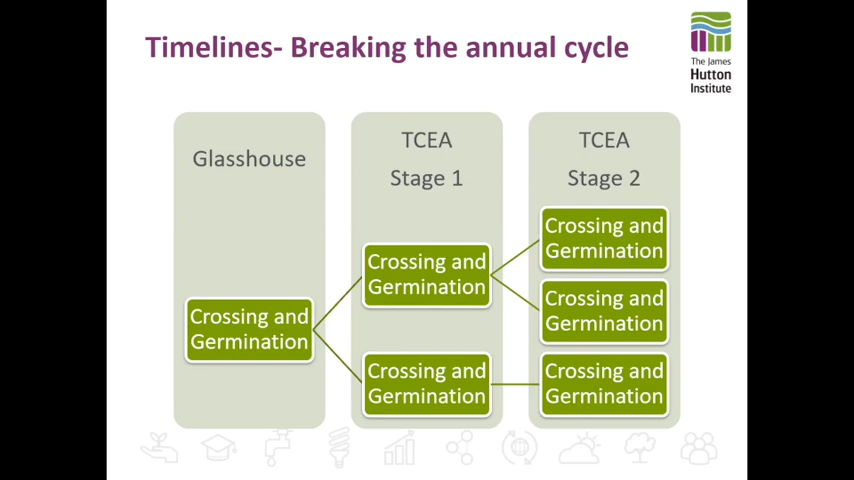 Timelines- Breaking the annual cycle
The James
Hutton
Institute
Glasshouse
Crossing and
Germination
TCEA
Stage 1
Crossing and
Germination
Crossing and
Germination
TCEA
Stage 2
Crossing and
Germination
Crossing and
Germination
Crossing and
Germination